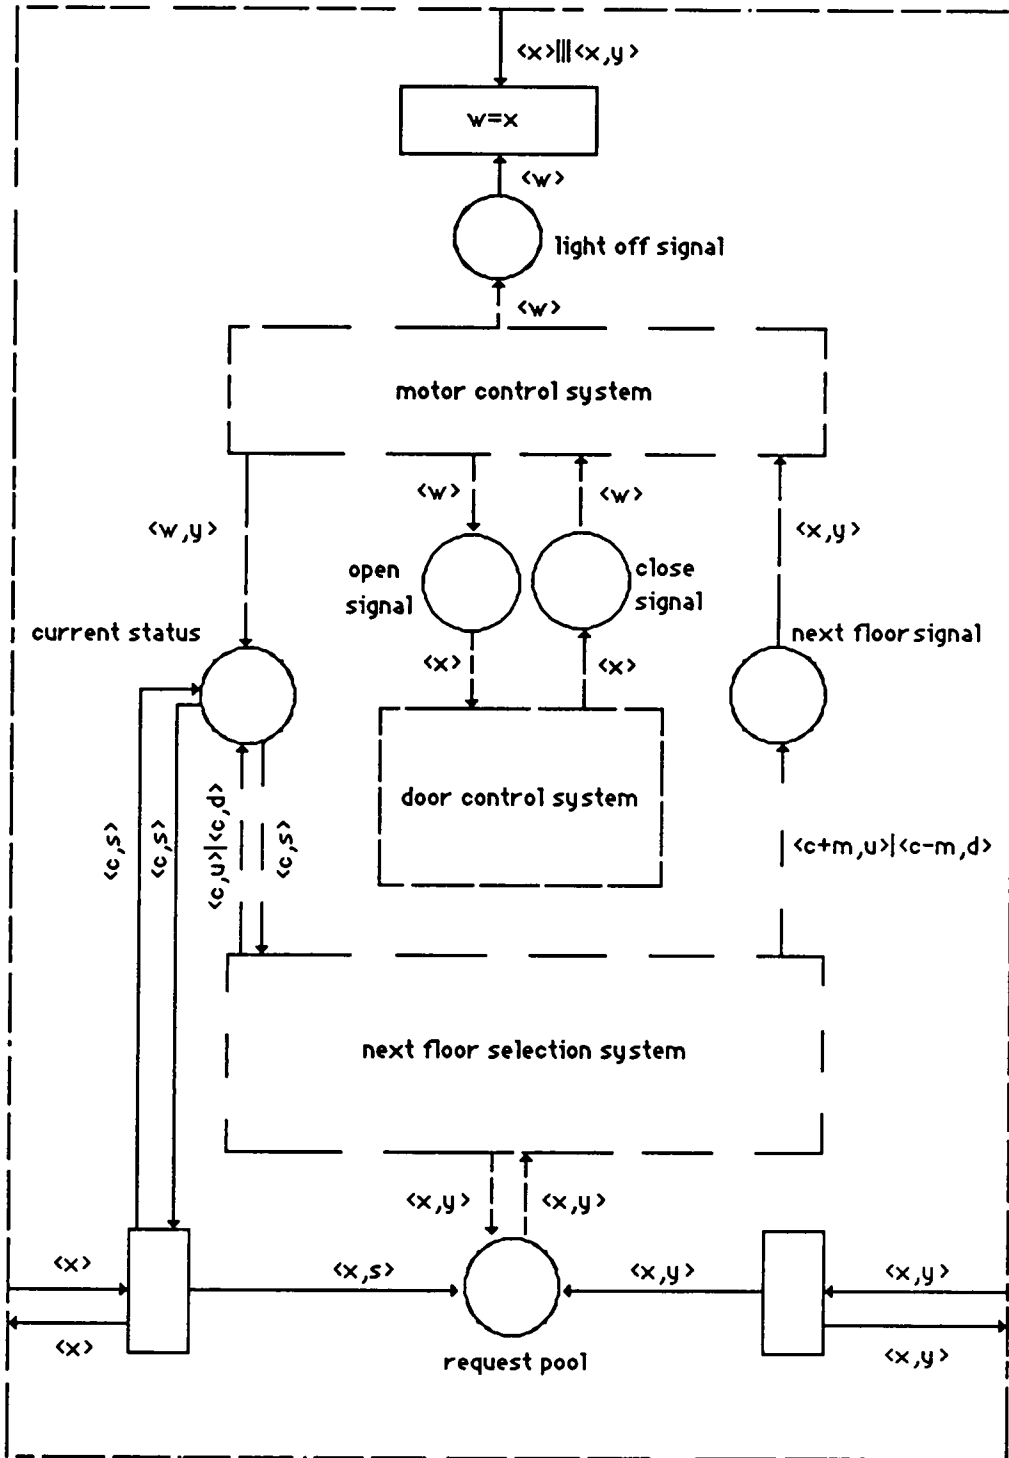 <x>|||<x,y>
w=x
<w>
light off signal
<w>
motor control system
<w>
<w>
<w,y>
<x,y>
open
signal
close
signal
current status
next floor signal
<x>
<x>
door control system
<c,s>
<c,s>
<c,u>|<c,d>
<c,s>
<c+m,u>|<c-m,d>
next floor selection system
<x,y>
<x,y>
<x>
<x,s>
<x,y>
<x,y>
<x>
request pool
<x,y>